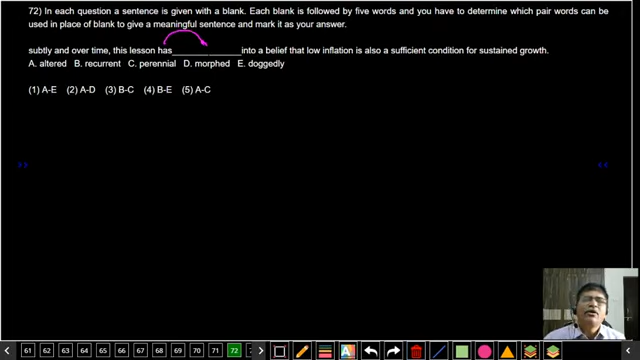 72) In each question a sentence is given with a blank. Each blank is followed by five words and you have to determine which pair words can be
used in place of blank to give a meaningful sentence and mark it as your answer.
subtly and over time, this lesson has______________into a belief that low inflation is also a sufficient condition for sustained growth.
A. altered B. recurrent C. perennial D. morphed E. doggedly
(1) A-E (2) A-D (3) B-C (4) B-E (5) A-C
61 62 63 64 65 66 67 68 69 70 71 72